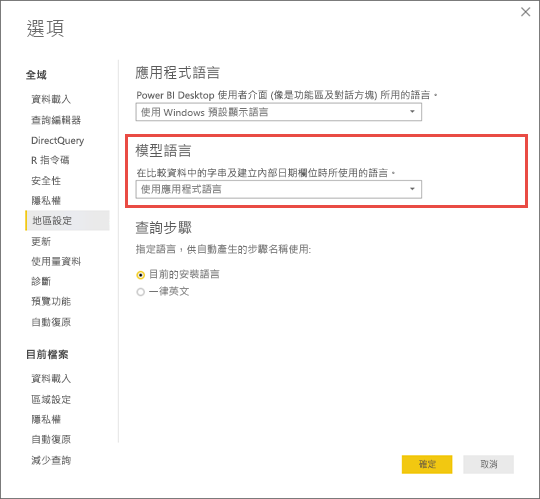 選項
全域
資料載入
查詢編輯器
DirectQuery
R 指令碼
安全性
隱私權
地區設定
更新
使用量資料
診斷
預覽功能
自動復原
目前檔案
資料載入
區域設定
隱私權
自動復原
減少查詢
應用程式語言
Power BI Desktop 使用者介面 (像是功能區及對話方塊) 所用的語言。
使用 Windows 預設顯示語言
模型語言
在比較資料中的字串及建立內部日期欄位時所使用的語言。
使用應用程式語言
查詢步驟
指定語言，供自動產生的步驟名稱使用:
目前的安裝語言
一律英文
確定
取消